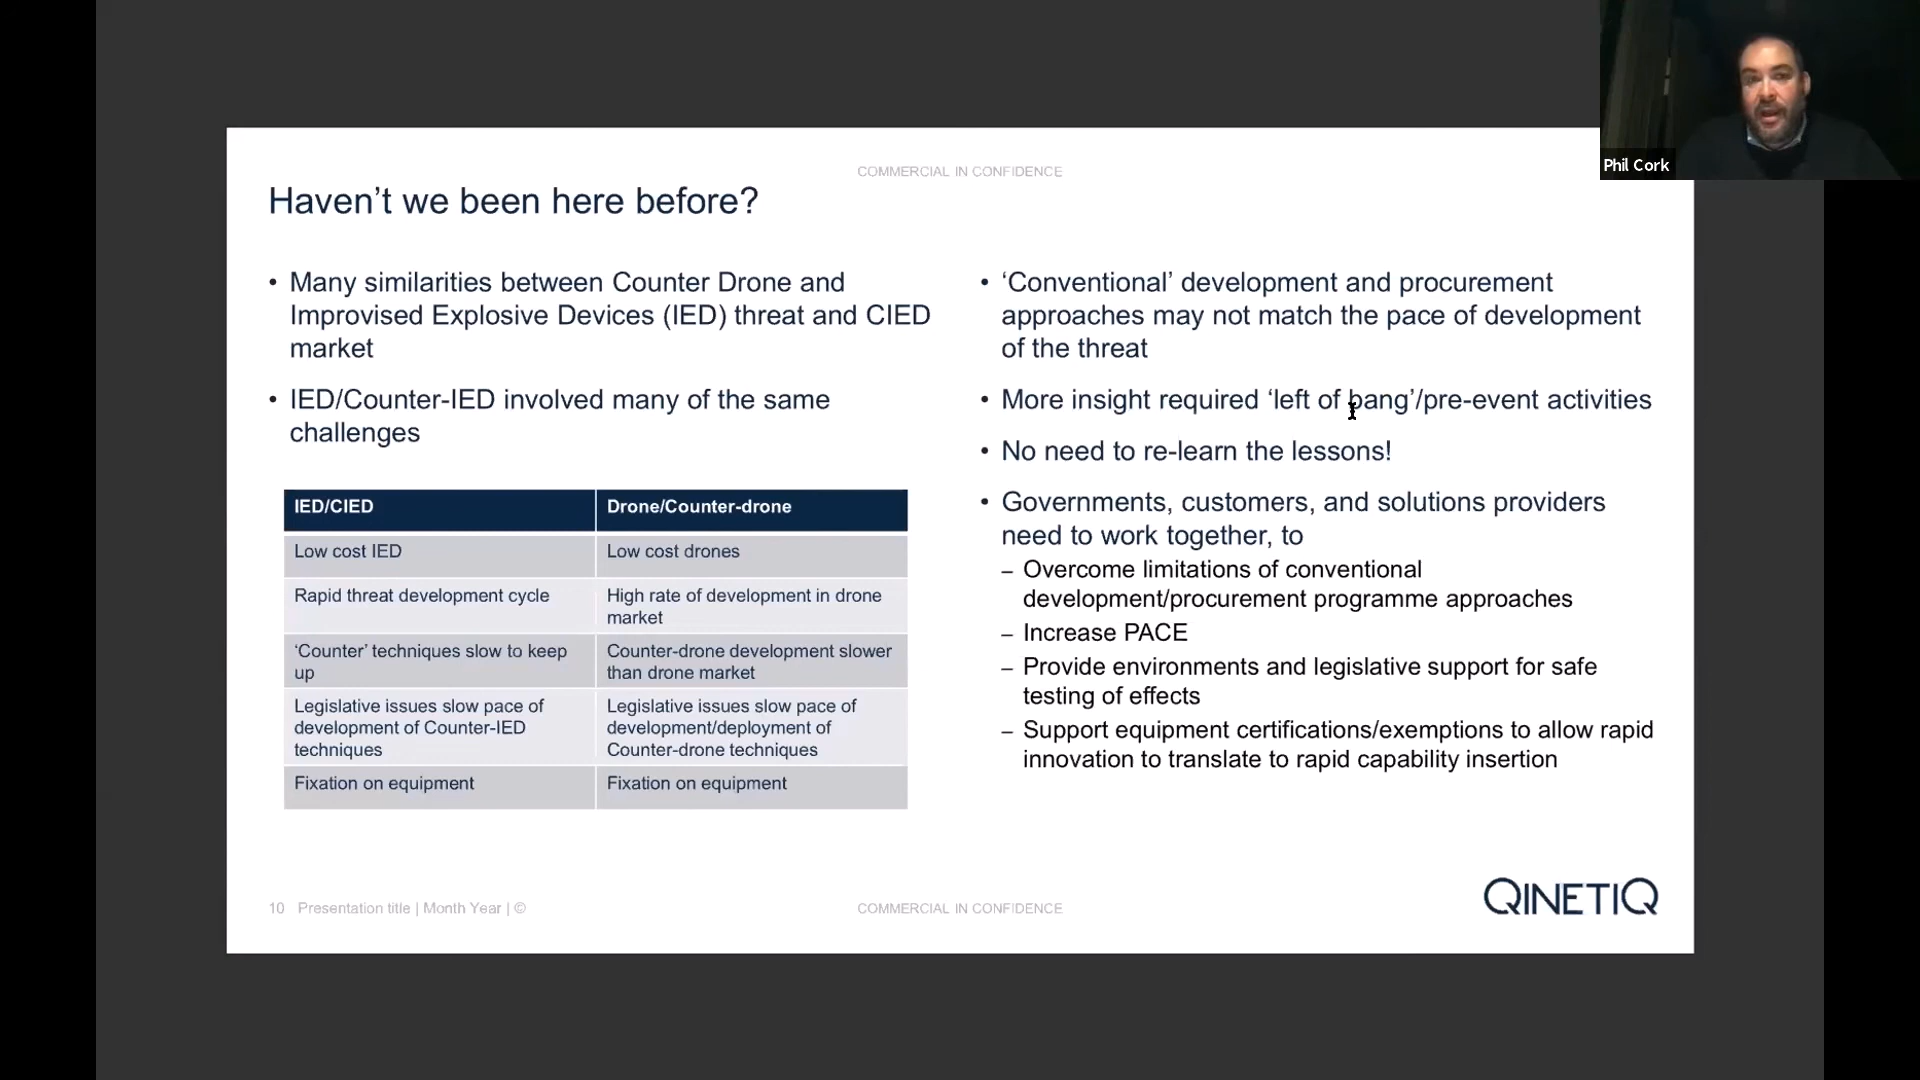 Phil Cork
COMMERCIAL IN CONFIDENCE
Haven’t we been here before?
• Many similarities between Counter Drone and
Improvised Explosive Devices (IED) threat and CIED
market
• IED/Counter-IED involved many of the same
challenges
IED/CIED
Drone/Counter-drone
Low cost IED
Low cost drones
Rapid threat development cycle
High rate of development in drone
market
‘Counter’ techniques slow to keep
up
Counter-drone development slower
than drone market
Legislative issues slow pace of
development of Counter-IED
techniques
Legislative issues slow pace of
development/deployment of
Counter-drone techniques
Fixation on equipment
Fixation on equipment
• ‘Conventional’ development and procurement
approaches may not match the pace of development
of the threat
• More insight required ‘left of bang’/pre-event activities
• No need to re-learn the lessons!
• Governments, customers, and solutions providers
need to work together, to
– Overcome limitations of conventional
development/procurement programme approaches
– Increase PACE
– Provide environments and legislative support for safe
testing of effects
– Support equipment certifications/exemptions to allow rapid
innovation to translate to rapid capability insertion
10 Presentation title | Month Year | ©
COMMERCIAL IN CONFIDENCE
QINETIQ